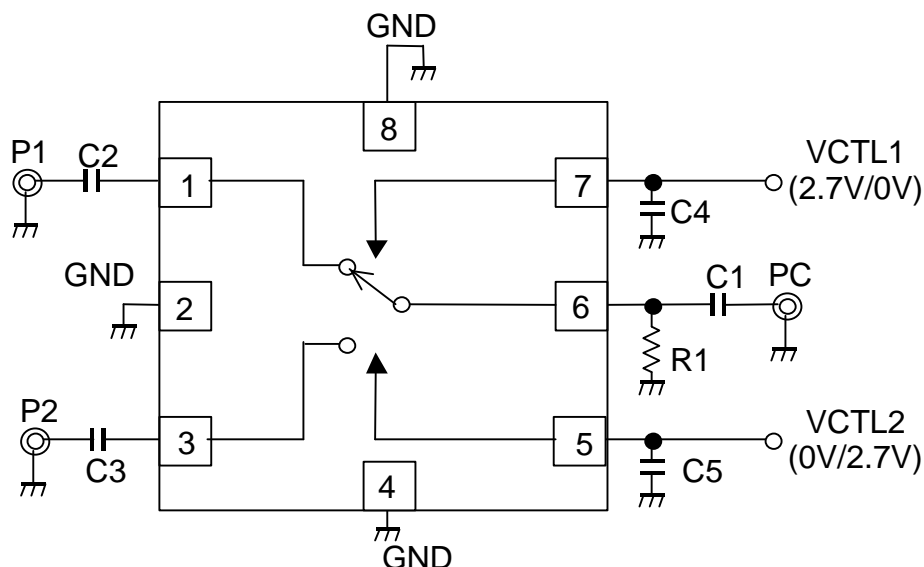 GND
8
P1
C2
1
7
VCTL1
(2.7V/0V)
C4
GND
2
6
C1
PC
R1
P2
C3
3
5
VCTL2
(0V/2.7V)
C5
4
GND